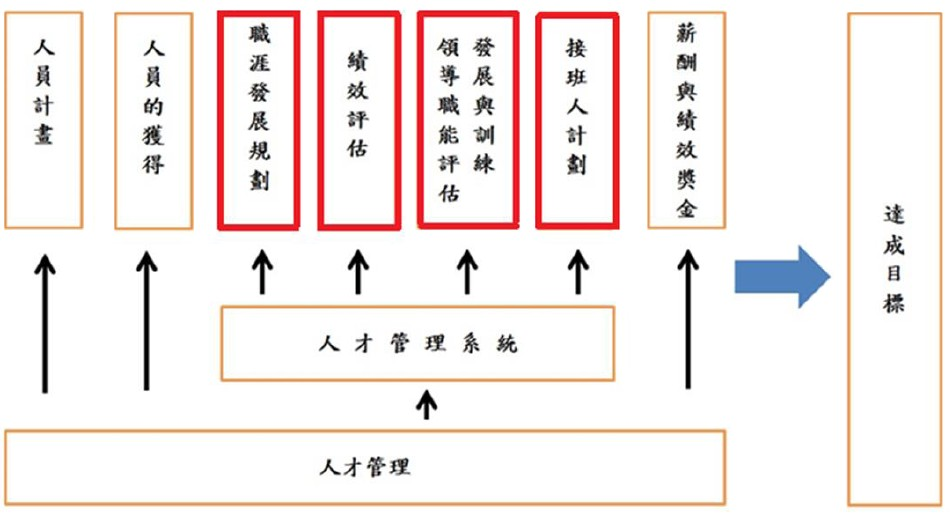 人員計畫
人員的獲得
職涯發展規劃
績效評估
發展與訓練
領導職能評估
接班人計劃
薪酬與績效獎金
達成目標
人才管理系統
人才管理